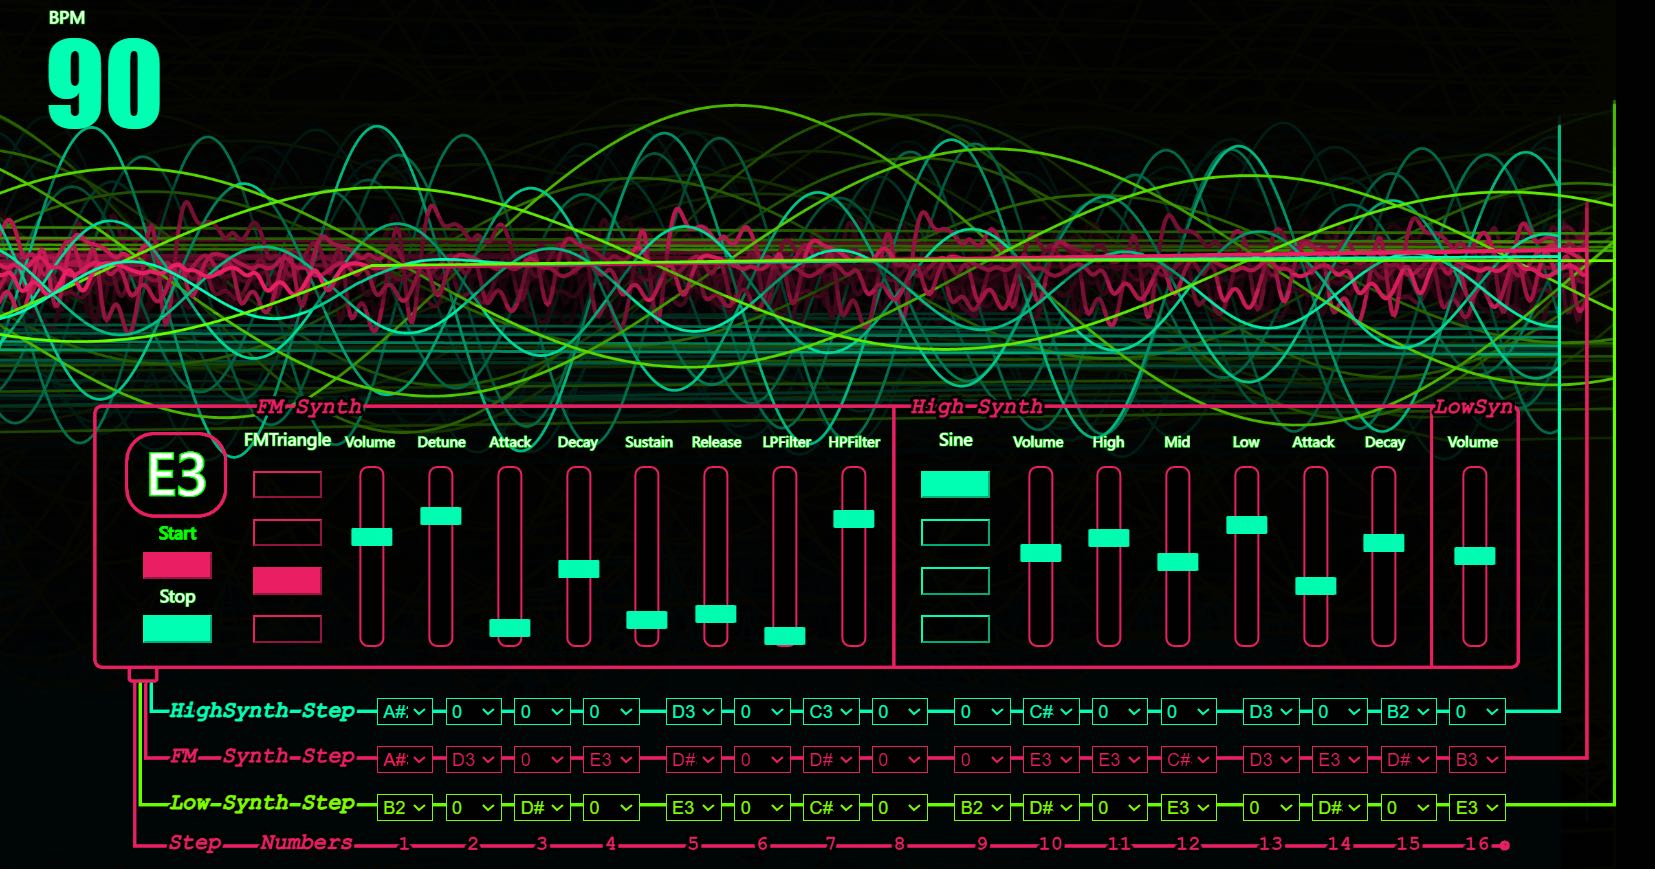 BPM
90
FM-Synth High-Synth LowSyn
E3 FMTriangle Volume Detune Attack Decay Sustain Release LPFilter HPFilter Sine Volume High Mid Low Attack Decay Volume
Start
Stop
HighSynth-Step A#: 0 0 0 D3 0 C3 0 0 C# 0 0 D3 0 B2 0
FM-Synth-Step A#: D3 0 E3 D# 0 D# 0 0 E3 E3 C# D3 E3 D# B3
Low-Synth-Step B2 0 D# 0 E3 0 C# 0 B2 D# 0 E3 0 D# 0 E3
Step Numbers 1 2 3 4 5 6 7 8 9 10 11 12 13 14 15 16